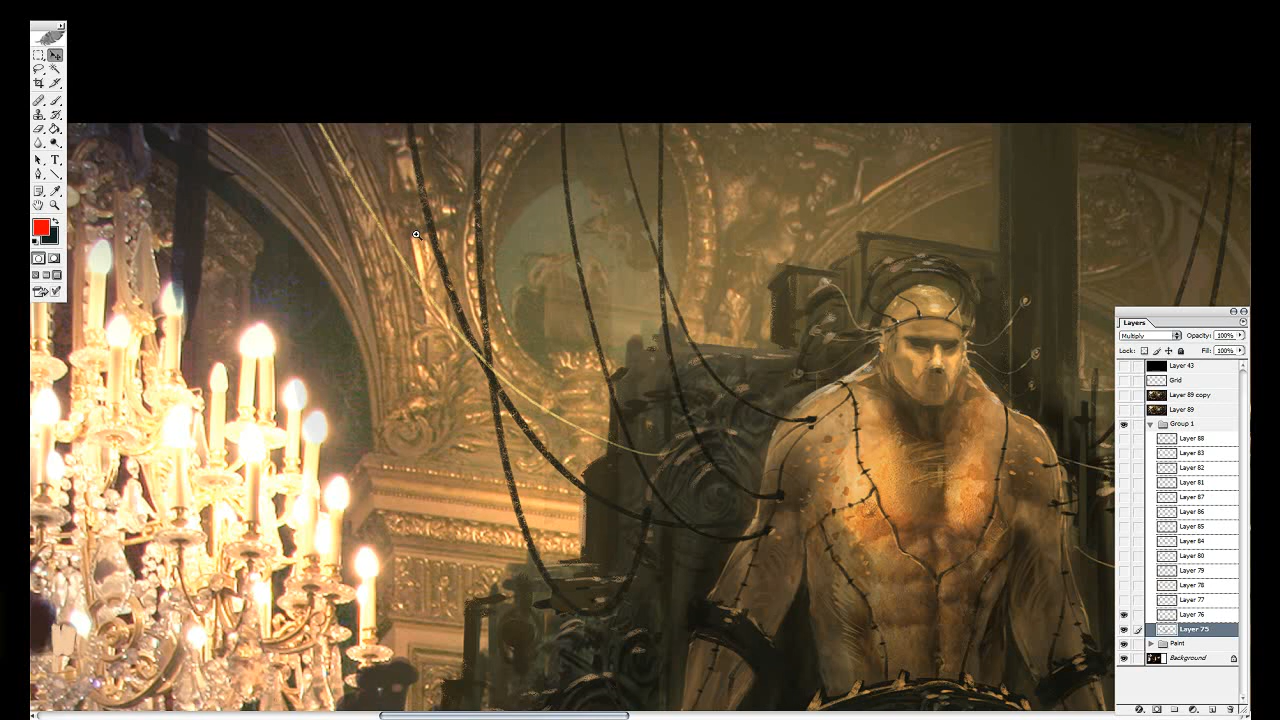 Layers
Multiply Opacity: 100%
Lock: Fill: 100%
Layer 43
Grid
Layer 89 copy
Layer 89
Group 1
Layer 88
Layer 83
Layer 82
Layer 81
Layer 87
Layer 86
Layer 85
Layer 84
Layer 80
Layer 79
Layer 78
Layer 77
Layer 76
Layer 75
Paint
Background